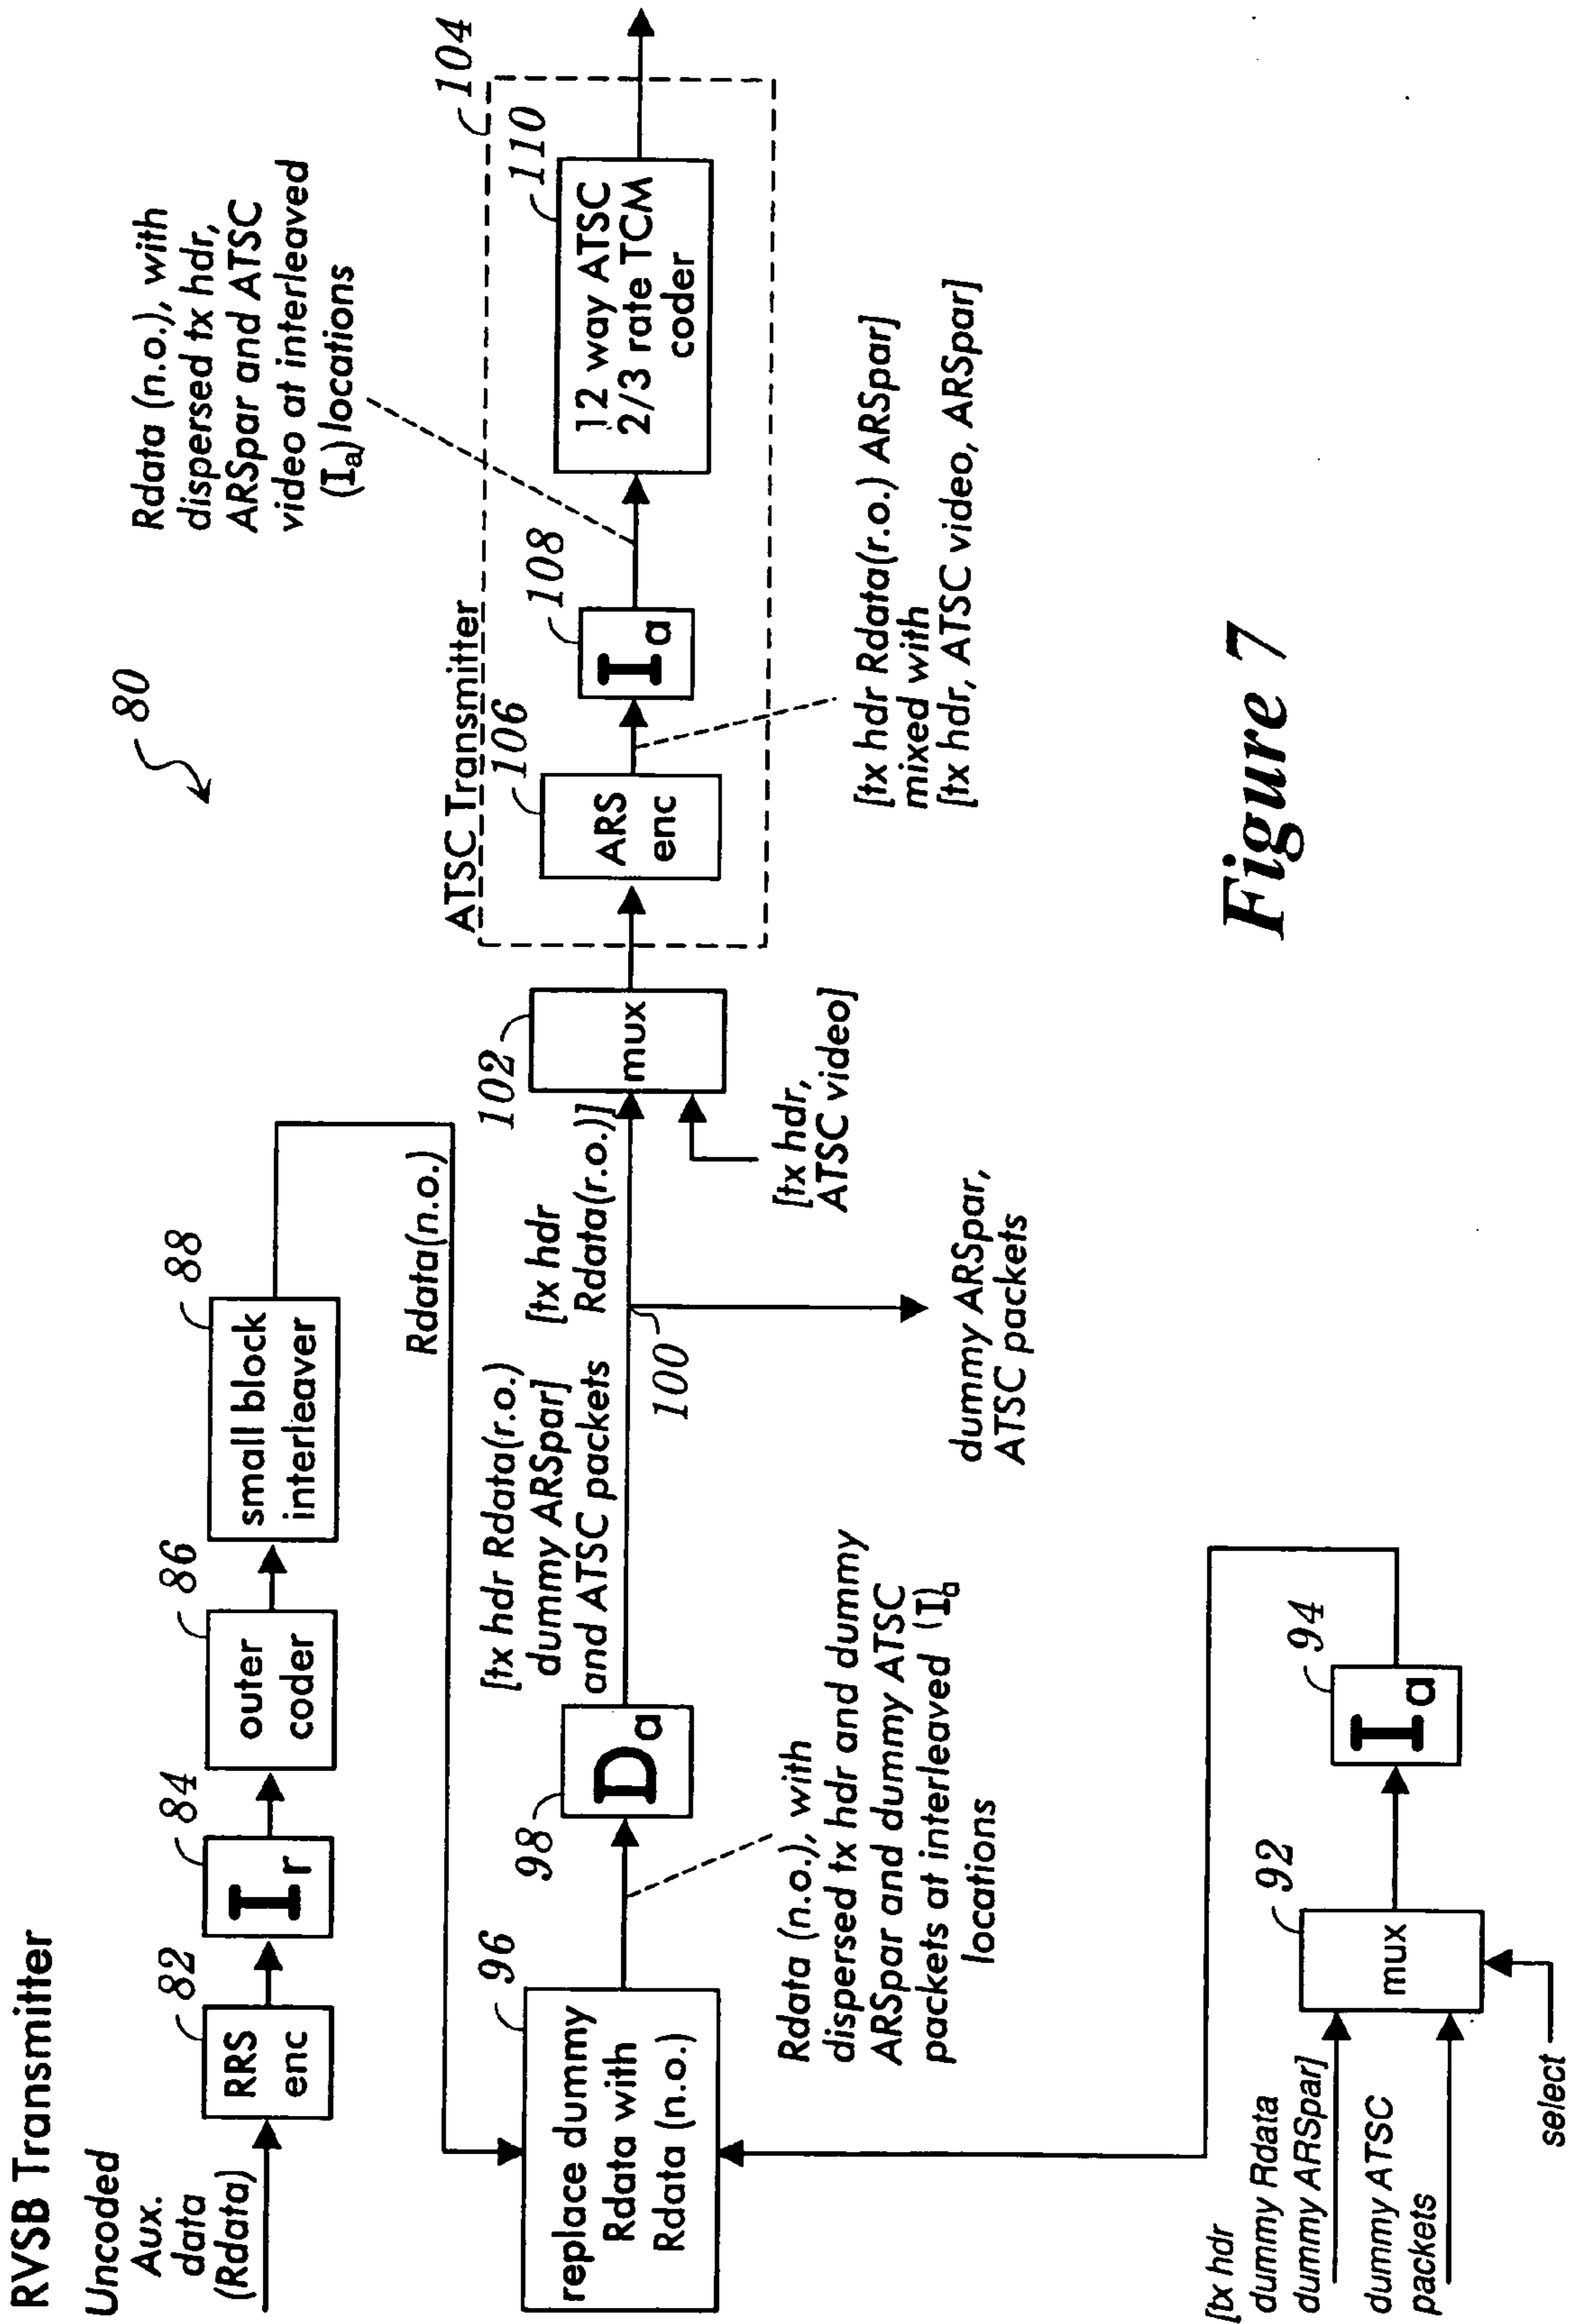 RVSB Transmitter
80
Uncoded
Aux.
data
(Rdata)
82
RRS
enc
84
Ir
86
outer
coder
88
small block
interleaver
Rdata(n.o.)
96
replace dummy
Rdata with
Rdata (n.o.)
Rdata (n.o.), with
dispersed tx hdr and dummy
ARSpar and dummy ATSC
packets at interleaved (Ia)
locations
98
Da
[tx hdr Rdata(r.o.)
dummy ARSpar]
and ATSC packets
100
[tx hdr
Rdata(r.o.)]
dummy ARSpar,
ATSC packets
102
mux
[tx hdr,
ATSC video]
ATSC Transmitter
104
106
ARS
enc
108
Ia
110
12 way ATSC
2/3 rate TCM
coder
Rdata (n.o.), with
dispersed tx hdr,
ARSpar and ATSC
video at interleaved
(Ia) locations
[tx hdr Rdata(r.o.) ARSpar]
mixed with
[tx hdr, ATSC video, ARSpar]
[tx hdr
dummy Rdata
dummy ARSpar]
dummy ATSC
packets
92
mux
select
94
Ia
Figure 7